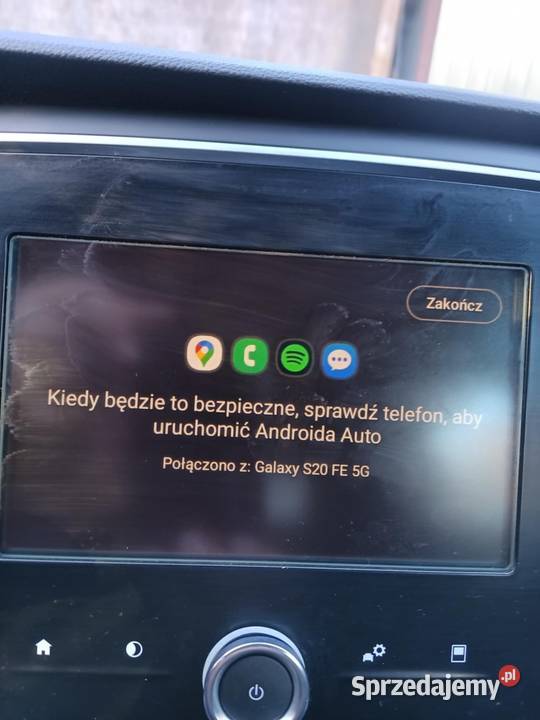 Zakończ
Kiedy będzie to bezpieczne, sprawdź telefon, aby
uruchomić Androida Auto
Połączono z: Galaxy S20 FE 5G
Sprzedajemy.pl